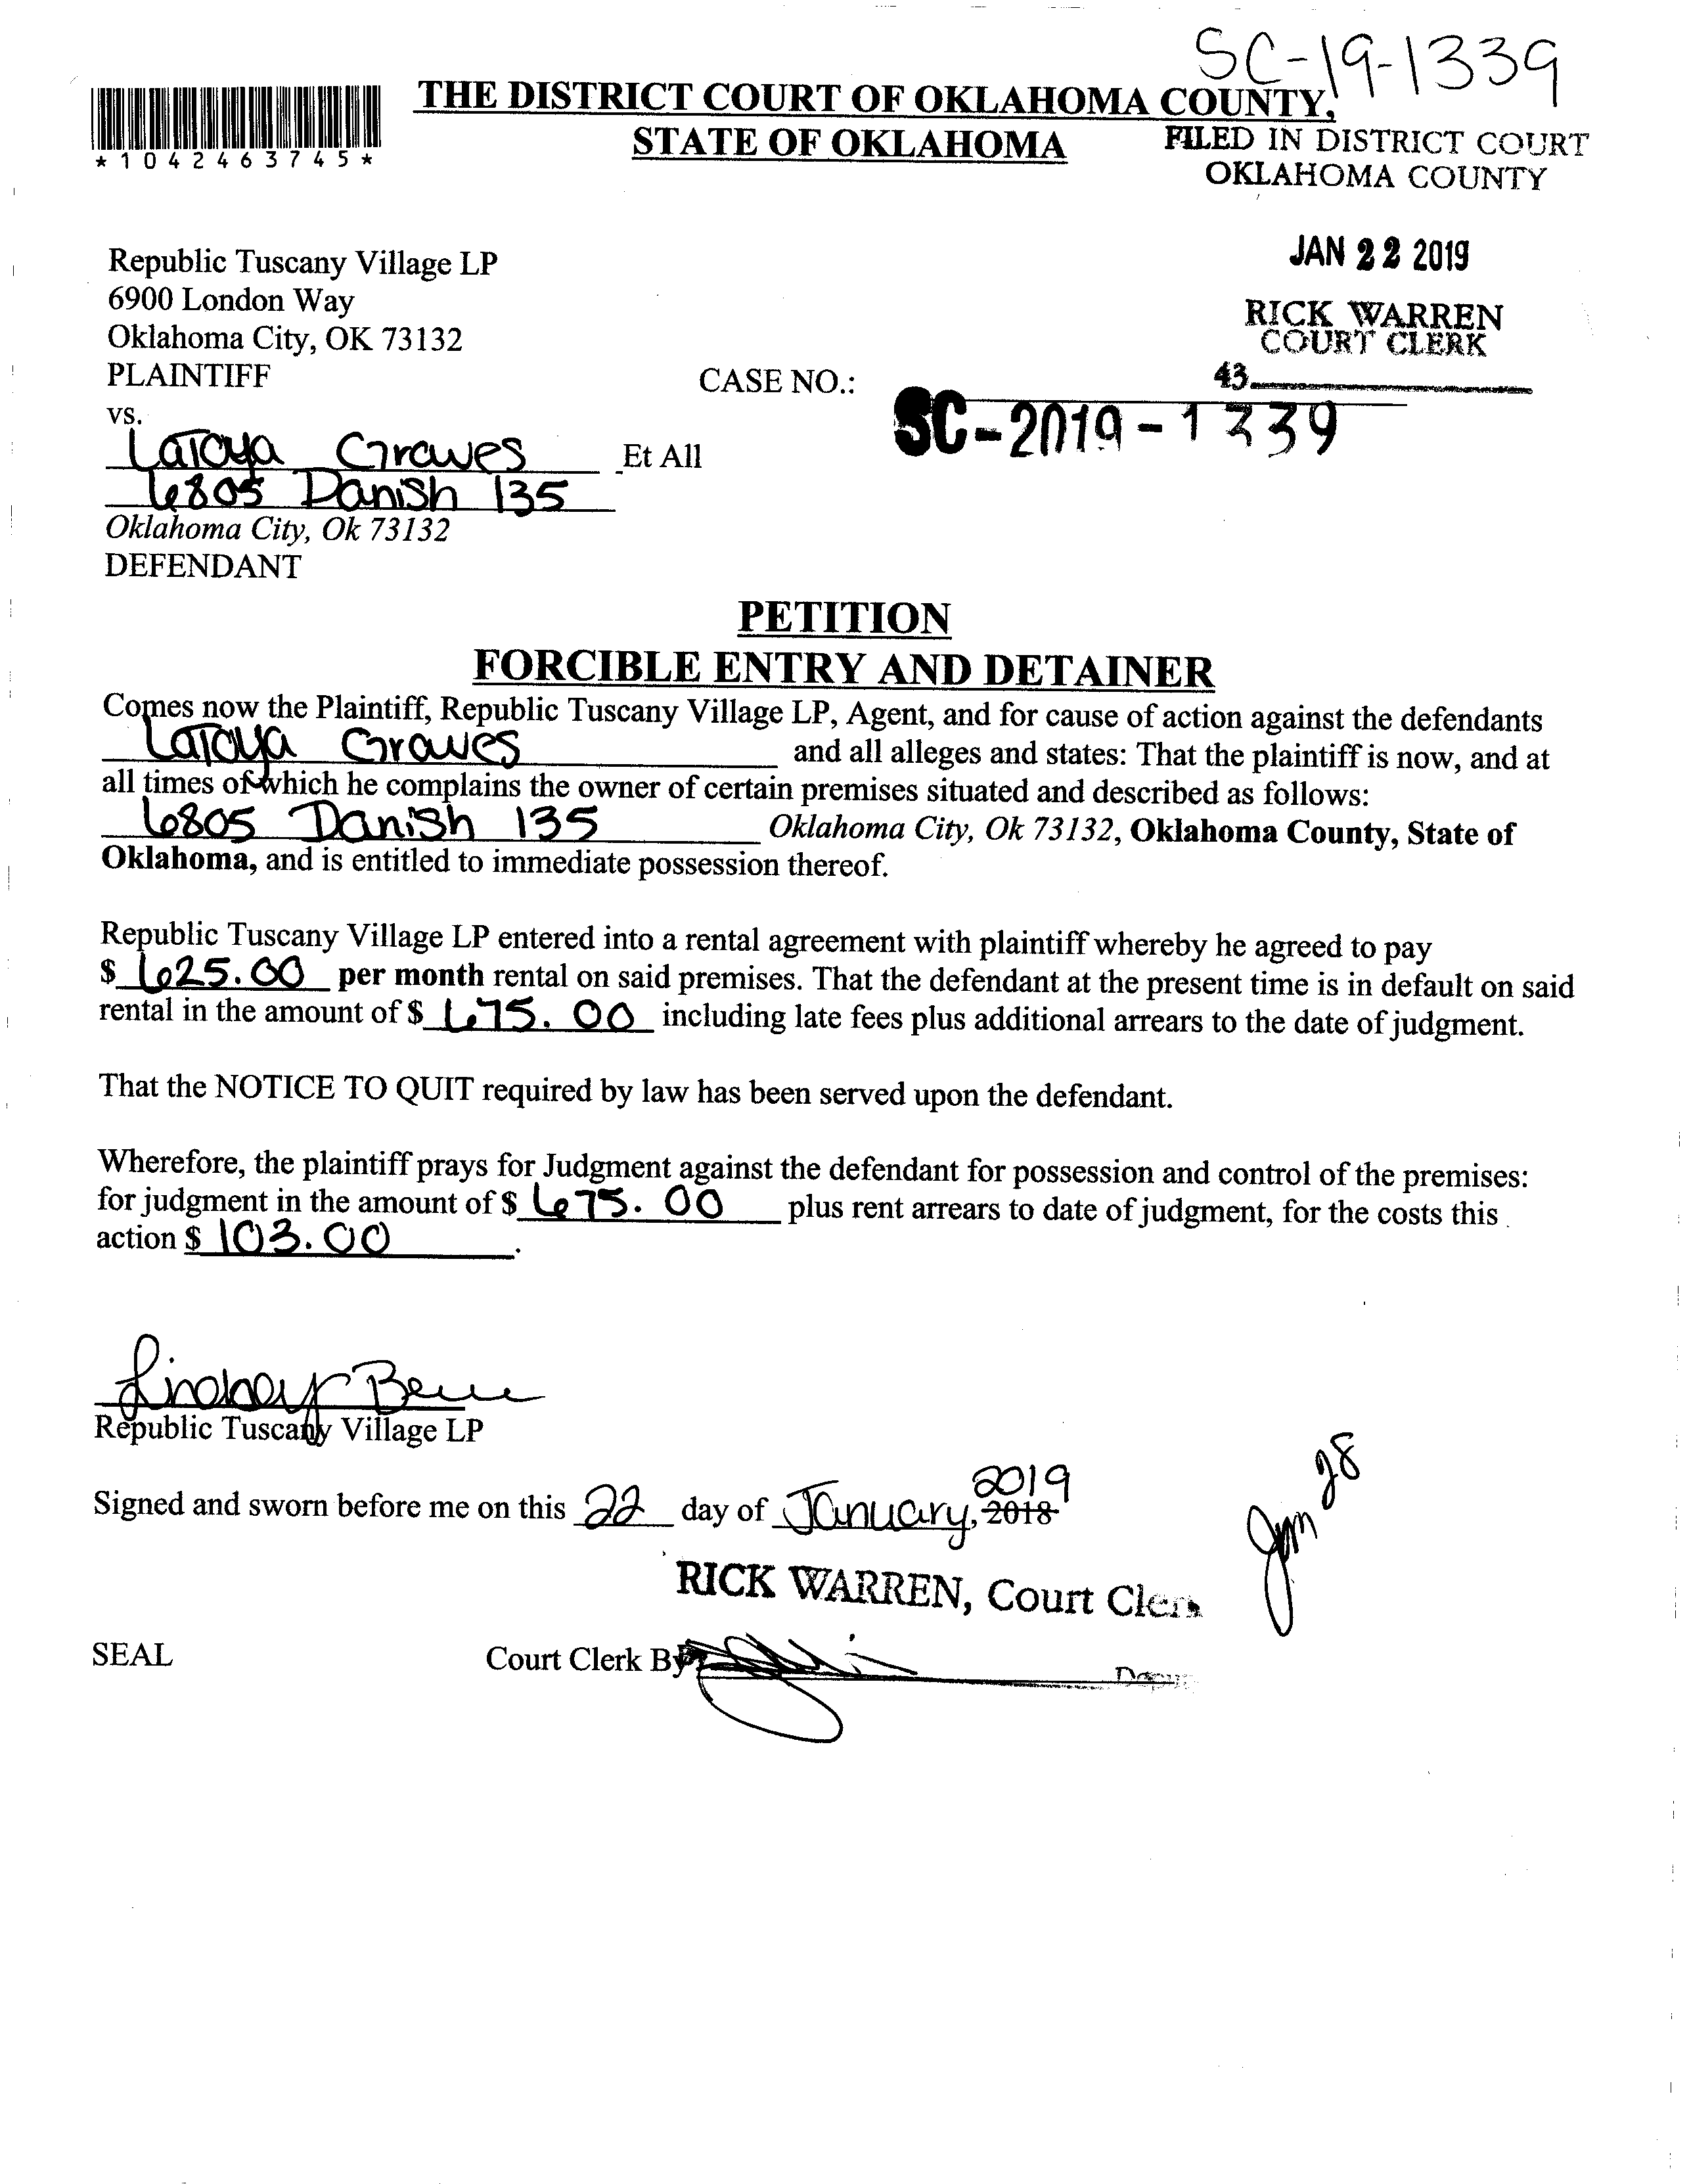 SC-19-1339
THE DISTRICT COURT OF OKLAHOMA COUNTY,
STATE OF OKLAHOMA
*1042463745*
FILED IN DISTRICT COURT
OKLAHOMA COUNTY
JAN 22 2019
RICK WARREN
COURT CLERK
43
Republic Tuscany Village LP
6900 London Way
Oklahoma City, OK 73132
PLAINTIFF
CASE NO.:
SC-2019-1339
vs.
LaToya Graves Et All
6805 Danish 135
Oklahoma City, Ok 73132
DEFENDANT
PETITION
FORCIBLE ENTRY AND DETAINER
Comes now the Plaintiff, Republic Tuscany Village LP, Agent, and for cause of action against the defendants
LaToya Graves and all alleges and states: That the plaintiff is now, and at
all times of which he complains the owner of certain premises situated and described as follows:
6805 Danish 135 Oklahoma City, Ok 73132, Oklahoma County, State of
Oklahoma, and is entitled to immediate possession thereof.
Republic Tuscany Village LP entered into a rental agreement with plaintiff whereby he agreed to pay
$ 625.00 per month rental on said premises. That the defendant at the present time is in default on said
rental in the amount of $ 675.00 including late fees plus additional arrears to the date of judgment.
That the NOTICE TO QUIT required by law has been served upon the defendant.
Wherefore, the plaintiff prays for Judgment against the defendant for possession and control of the premises:
for judgment in the amount of $ 675.00 plus rent arrears to date of judgment, for the costs this
action $ 103.00.
Republic Tuscany Village LP
2019
Signed and sworn before me on this 22 day of January, 2018
RICK WARREN, Court Clerk
SEAL
Court Clerk By